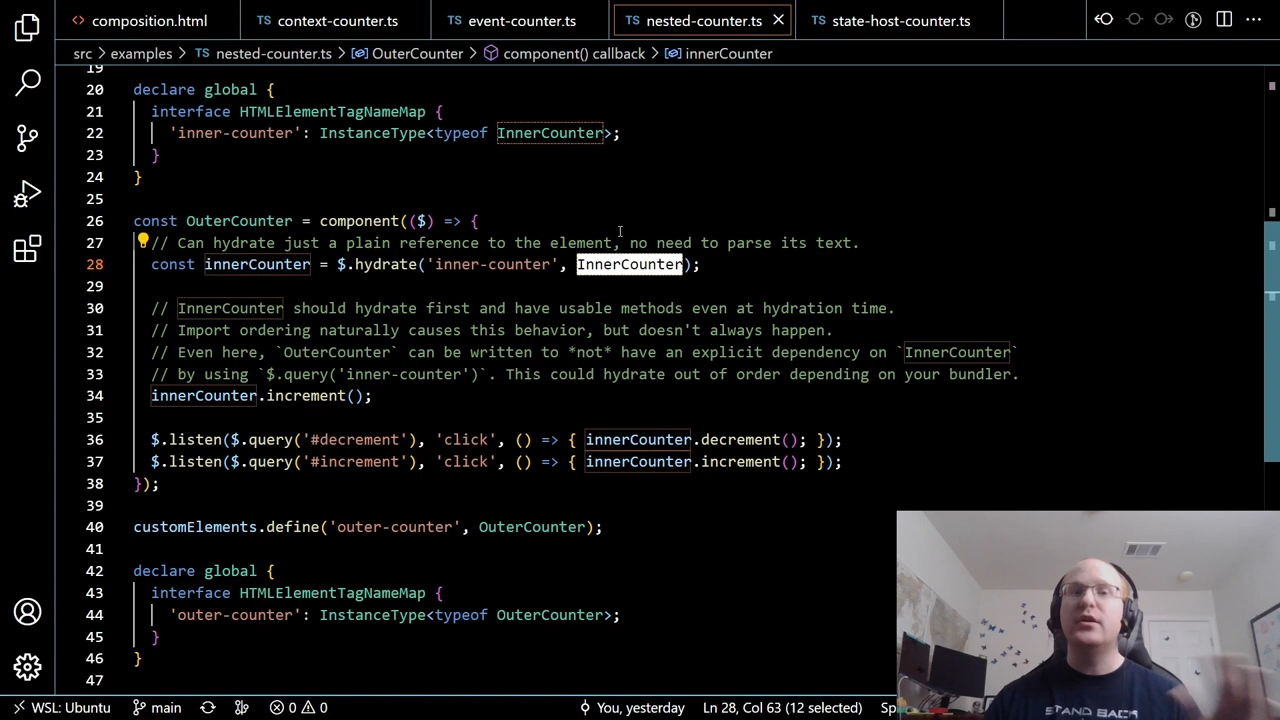 composition.html
TS context-counter.ts
TS event-counter.ts
TS nested-counter.ts
TS state-host-counter.ts
src > examples > TS nested-counter.ts > OuterCounter > component() callback > innerCounter
19
20 declare global {
21 interface HTMLElementTagNameMap {
22 'inner-counter': InstanceType<typeof InnerCounter>;
23 }
24 }
25
26 const OuterCounter = component(($) => {
27 // Can hydrate just a plain reference to the element, no need to parse its text.
28 const innerCounter = $.hydrate('inner-counter', InnerCounter);
29
30 // InnerCounter should hydrate first and have usable methods even at hydration time.
31 // Import ordering naturally causes this behavior, but doesn't always happen.
32 // Even here, `OuterCounter` can be written to *not* have an explicit dependency on `InnerCounter`
33 // by using `$.query('inner-counter')`. This could hydrate out of order depending on your bundler.
34 innerCounter.increment();
35
36 $.listen($.query('#decrement'), 'click', () => { innerCounter.decrement(); });
37 $.listen($.query('#increment'), 'click', () => { innerCounter.increment(); });
38 });
39
40 customElements.define('outer-counter', OuterCounter);
41
42 declare global {
43 interface HTMLElementTagNameMap {
44 'outer-counter': InstanceType<typeof OuterCounter>;
45 }
46 }
47
STAND BACK
WSL: Ubuntu main 0 0 You, yesterday Ln 28, Col 63 (12 selected) Sp